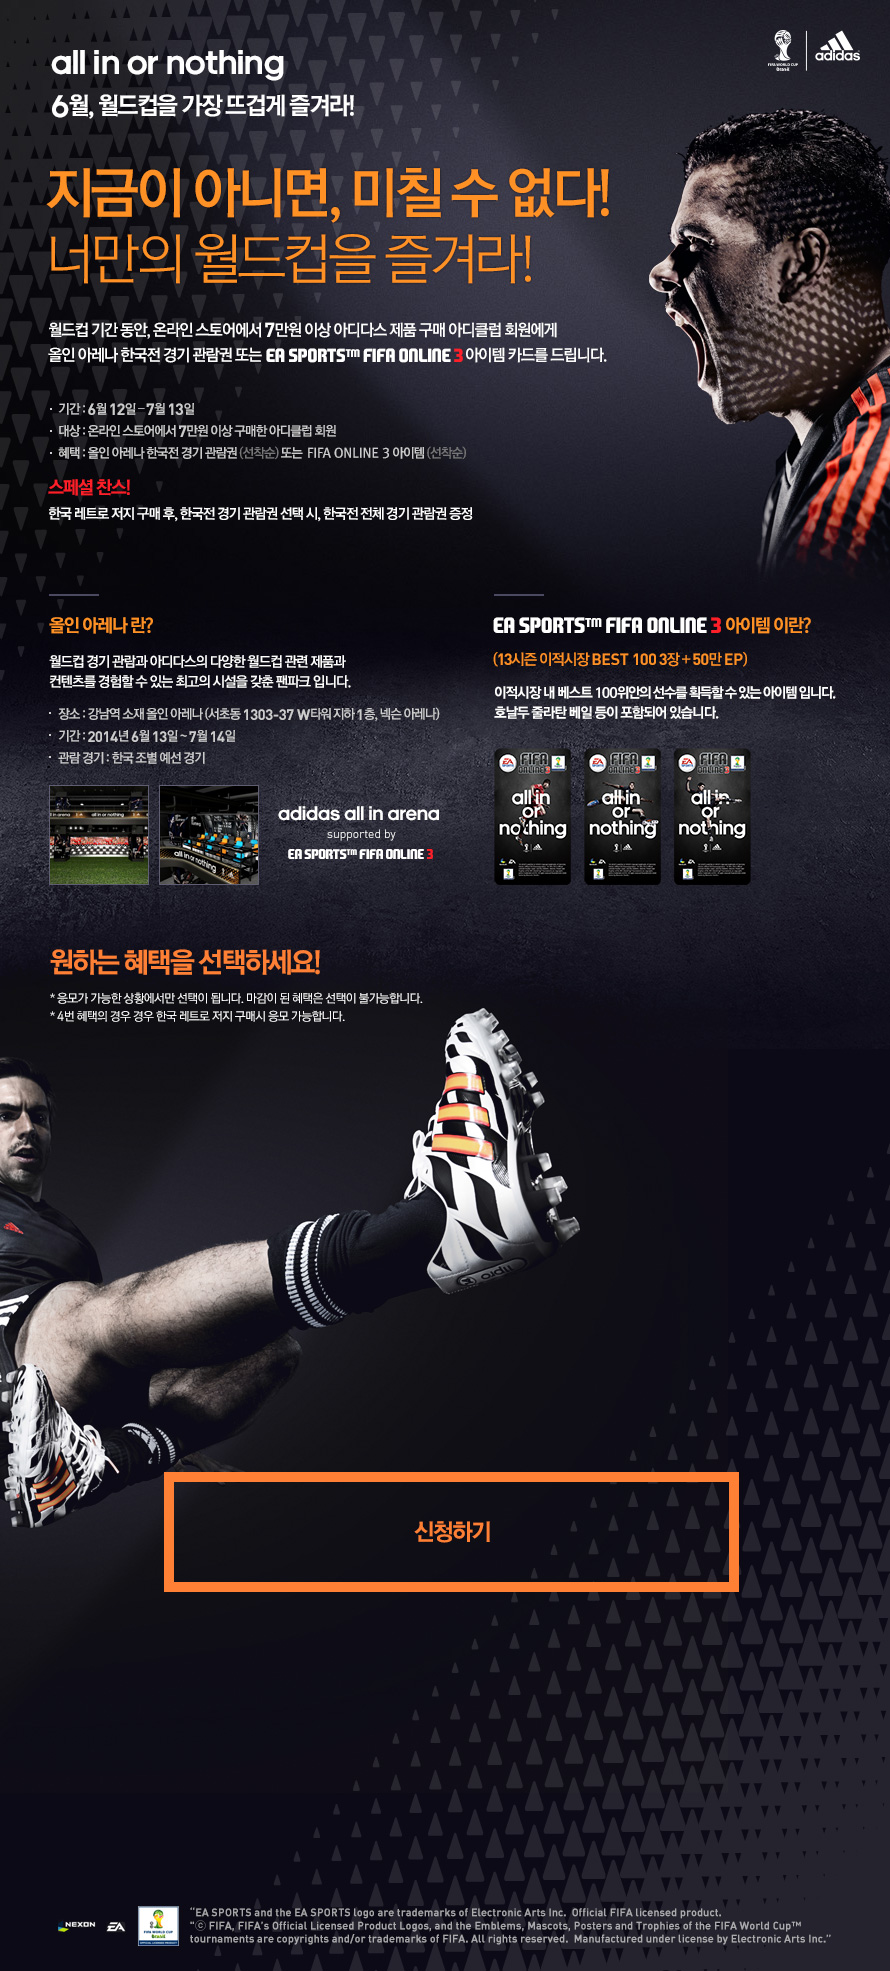 all in or nothing
FIFA WORLD CUP
Brasil
adidas
6월, 월드컵을 가장 뜨겁게 즐겨라!
지금이 아니면, 미칠 수 없다!
너만의 월드컵을 즐겨라!
월드컵 기간 동안, 온라인 스토어에서 7만원 이상 아디다스 제품 구매 아디클럽 회원에게
올인 아레나 한국전 경기 관람권 또는 EA SPORTS™ FIFA ONLINE 3 아이템 카드를 드립니다.
· 기간 : 6월 12일 – 7월 13일
· 대상 : 온라인 스토어에서 7만원 이상 구매한 아디클럽 회원
· 혜택 : 올인 아레나 한국전 경기 관람권 (선착순) 또는 FIFA ONLINE 3 아이템 (선착순)
스페셜 찬스!
한국 레트로 저지 구매 후, 한국전 경기 관람권 선택 시, 한국전 전체 경기 관람권 증정
올인 아레나 란?
월드컵 경기 관람과 아디다스의 다양한 월드컵 관련 제품과
컨텐츠를 경험할 수 있는 최고의 시설을 갖춘 팬파크 입니다.
· 장소 : 강남역 소재 올인 아레나 (서초동 1303-37 W타워 지하 1층, 넥슨 아레나)
· 기간 : 2014년 6월 13일 ~ 7월 14일
· 관람 경기 : 한국 조별 예선 경기
all in or nothing
all in or nothing
adidas all in arena
supported by
EA SPORTS™ FIFA ONLINE 3
EA SPORTS™ FIFA ONLINE 3 아이템 이란?
(13시즌 이적시장 BEST 100 3장 + 50만 EP)
이적시장 내 베스트 100위안의 선수를 획득할 수 있는 아이템 입니다.
호날두 줄라탄 베일 등이 포함되어 있습니다.
FIFA ONLINE 3
all in
or
nothing
FIFA ONLINE 3
all in
or
nothing
FIFA ONLINE 3
all in
or
nothing
원하는 혜택을 선택하세요!
* 응모가 가능한 상황에서만 선택이 됩니다. 마감이 된 혜택은 선택이 불가능합니다.
* 4번 혜택의 경우 경우 한국 레트로 저지 구매시 응모 가능합니다.
신청하기
NEXON
EA
FIFA WORLD CUP
Brasil
"EA SPORTS and the EA SPORTS logo are trademarks of Electronic Arts Inc. Official FIFA licensed product.
"ⓒ FIFA, FIFA's Official Licensed Product Logos, and the Emblems, Mascots, Posters and Trophies of the FIFA World Cup™
tournaments are copyrights and/or trademarks of FIFA. All rights reserved. Manufactured under license by Electronic Arts Inc."